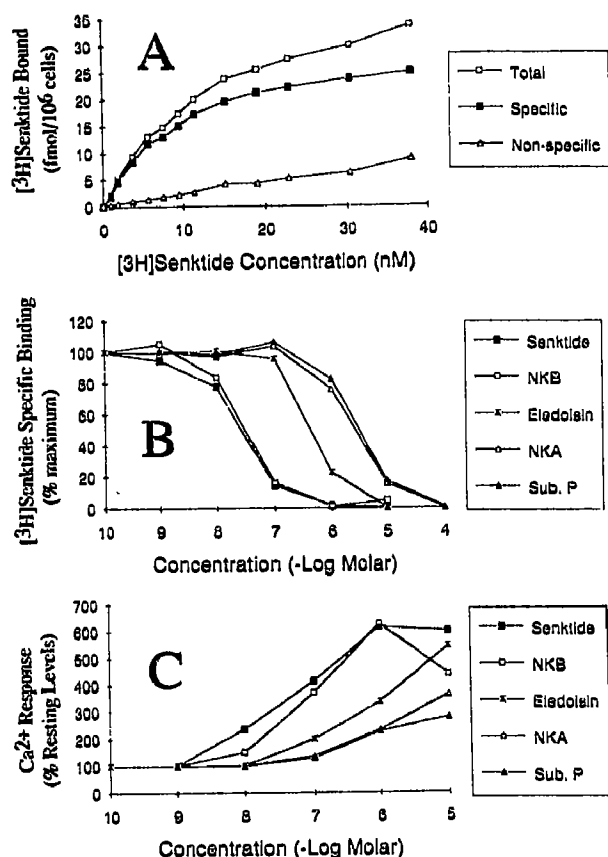 A
[³H]Senktide Bound
(fmol/10⁶ cells)
35
30
25
20
15
10
5
0
0
10
20
30
40
[3H]Senktide Concentration (nM)
Total
Specific
Non-specific
B
[³H]Senktide Specific Binding
(% maximum)
120
100
80
60
40
20
0
10
9
8
7
6
5
4
Concentration (-Log Molar)
Senktide
NKB
Eledoisin
NKA
Sub. P
C
Ca²⁺ Response
(% Resting Levels)
700
600
500
400
300
200
100
0
10
9
8
7
6
5
Concentration (-Log Molar)
Senktide
NKB
Eledoisin
NKA
Sub. P